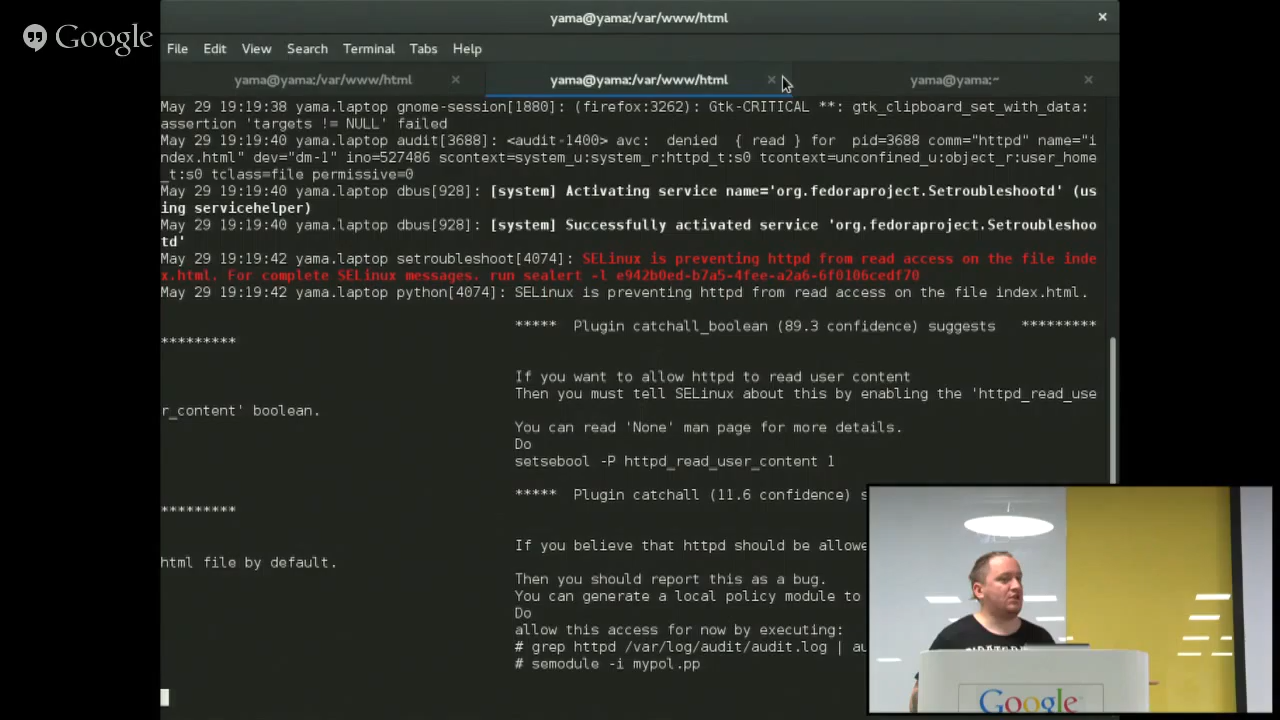 Google
yama@yama:/var/www/html
File Edit View Search Terminal Tabs Help
yama@yama:/var/www/html yama@yama:/var/www/html yama@yama:~
May 29 19:19:38 yama.laptop gnome-session[1880]: (firefox:3262): Gtk-CRITICAL **: gtk_clipboard_set_with_data:
assertion 'targets != NULL' failed
May 29 19:19:40 yama.laptop audit[3688]: <audit-1400> avc:  denied  { read } for  pid=3688 comm="httpd" name="i
ndex.html" dev="dm-1" ino=527486 scontext=system_u:system_r:httpd_t:s0 tcontext=unconfined_u:object_r:user_home
_t:s0 tclass=file permissive=0
May 29 19:19:40 yama.laptop dbus[928]: [system] Activating service name='org.fedoraproject.Setroubleshootd' (us
ing servicehelper)
May 29 19:19:40 yama.laptop dbus[928]: [system] Successfully activated service 'org.fedoraproject.Setroubleshoo
td'
May 29 19:19:42 yama.laptop setroubleshoot[4074]: SELinux is preventing httpd from read access on the file inde
x.html. For complete SELinux messages. run sealert -l e942b0ed-b7a5-4fee-a2a6-6f0106cedf70
May 29 19:19:42 yama.laptop python[4074]: SELinux is preventing httpd from read access on the file index.html.
***** Plugin catchall_boolean (89.3 confidence) suggests *********
*********
If you want to allow httpd to read user content
Then you must tell SELinux about this by enabling the 'httpd_read_use
r_content' boolean.
You can read 'None' man page for more details.
Do
setsebool -P httpd_read_user_content 1
***** Plugin catchall (11.6 confidence) s
*********
If you believe that httpd should be allowe
html file by default.
Then you should report this as a bug.
You can generate a local policy module to
Do
allow this access for now by executing:
# grep httpd /var/log/audit/audit.log | au
# semodule -i mypol.pp
Google